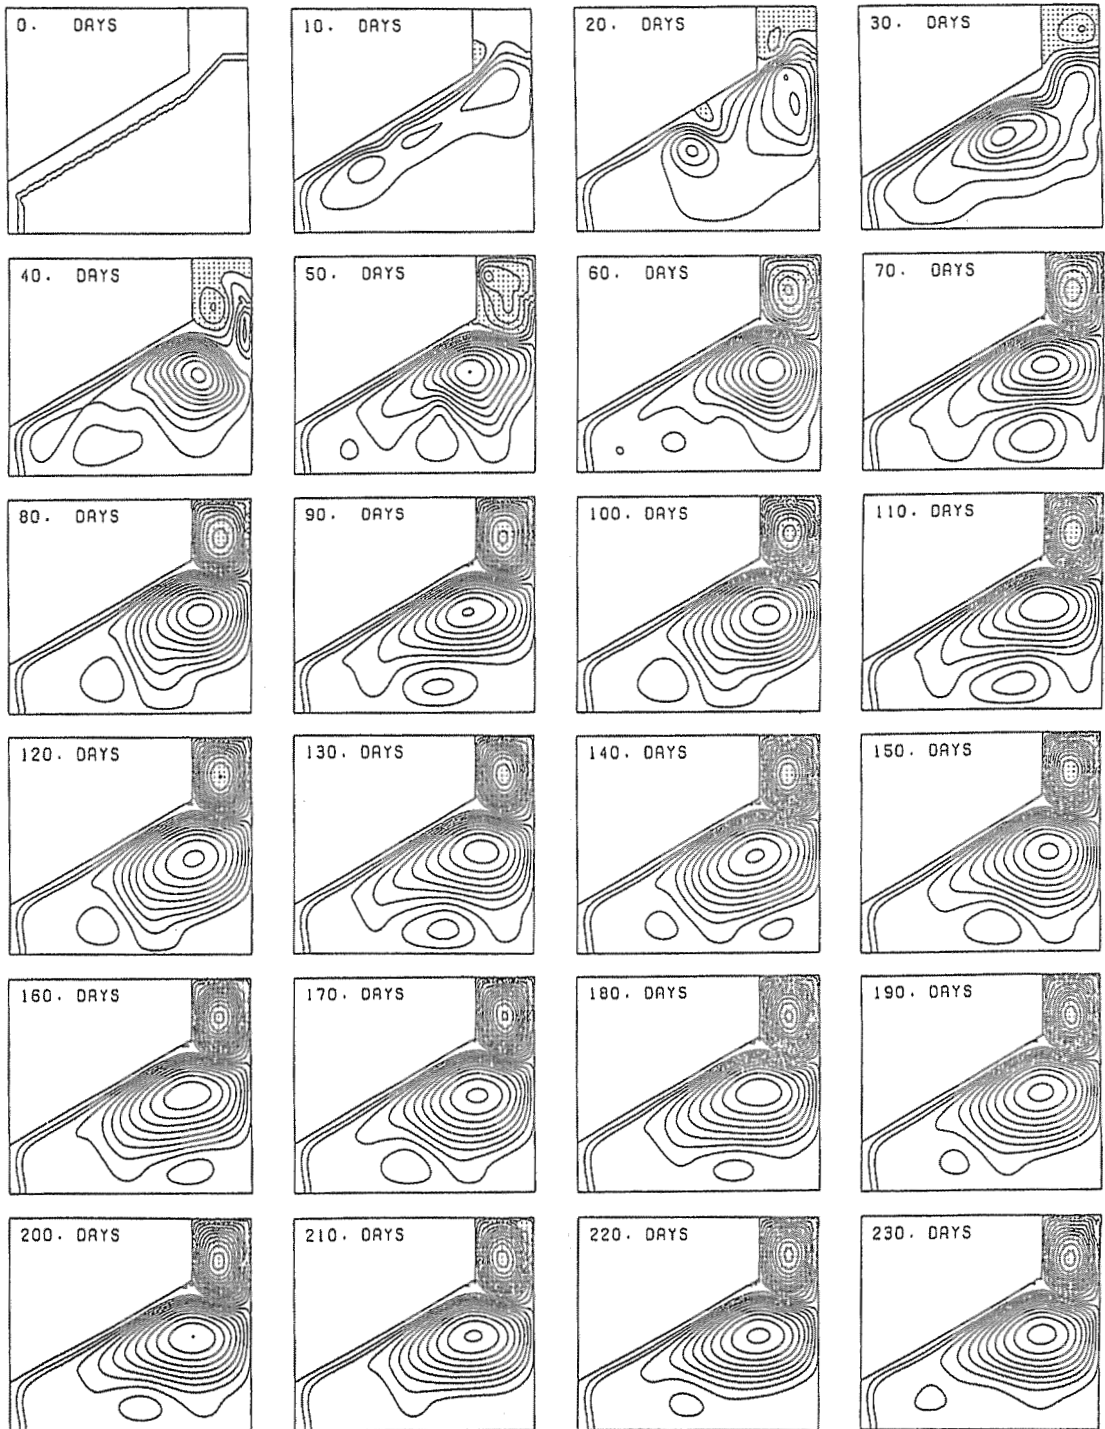 0. DAYS
10. DAYS
20. DAYS
30. DAYS
40. DAYS
50. DAYS
60. DAYS
70. DAYS
80. DAYS
90. DAYS
100. DAYS
110. DAYS
120. DAYS
130. DAYS
140. DAYS
150. DAYS
160. DAYS
170. DAYS
180. DAYS
190. DAYS
200. DAYS
210. DAYS
220. DAYS
230. DAYS